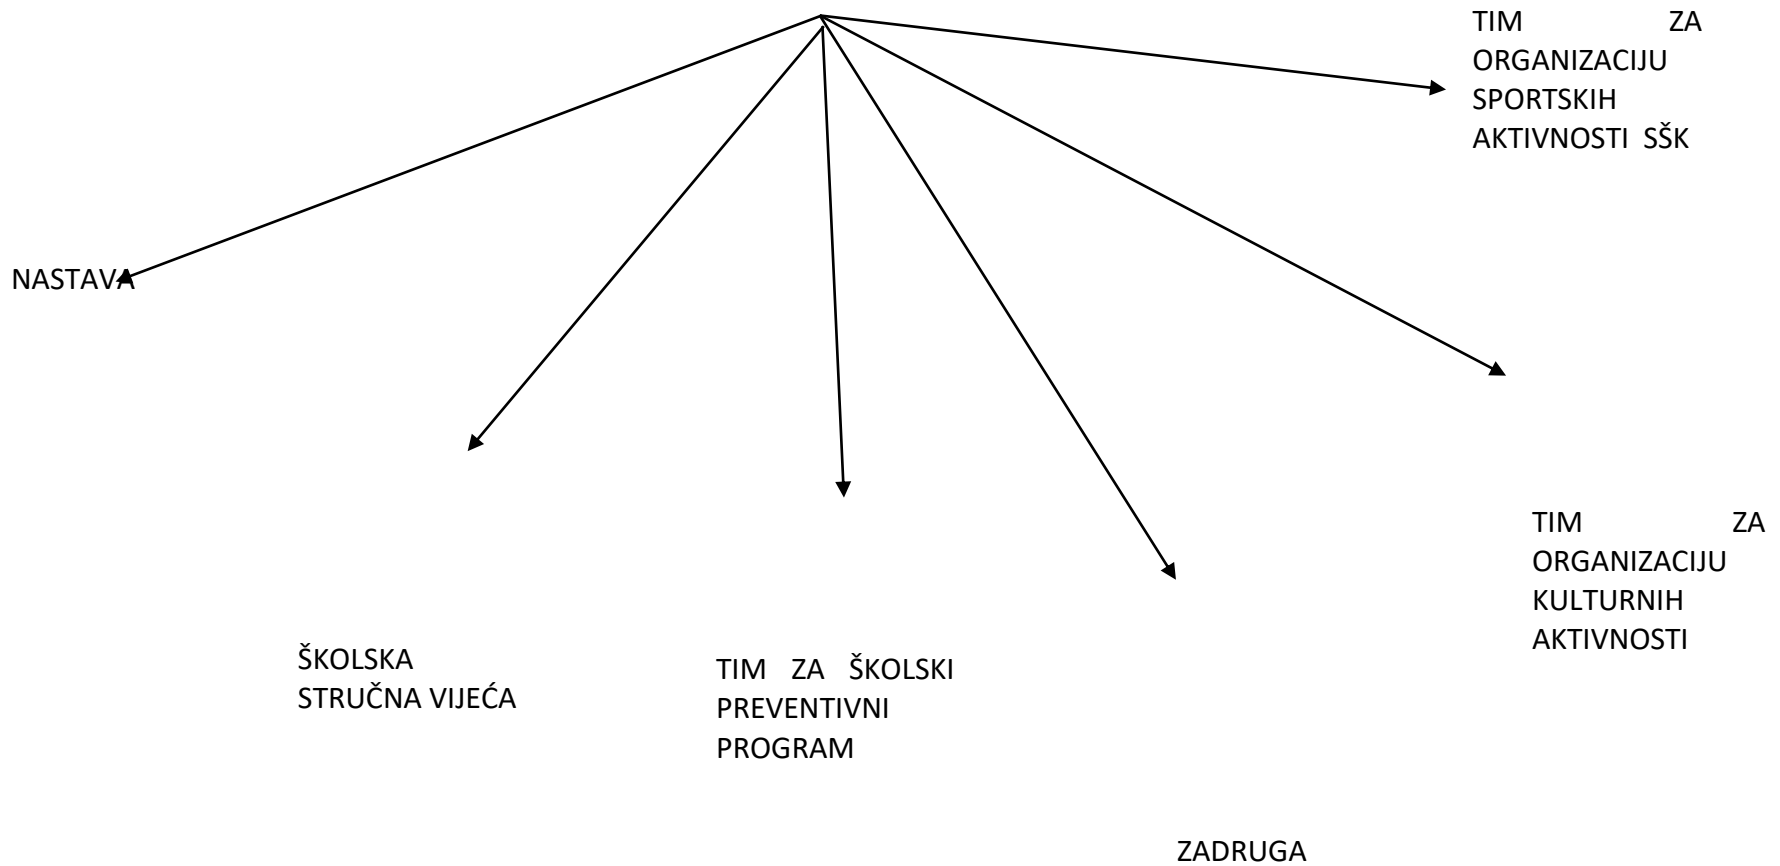 TIM ZA
ORGANIZACIJU
SPORTSKIH
AKTIVNOSTI SŠK
NASTAVA
TIM ZA
ORGANIZACIJU
KULTURNIH
AKTIVNOSTI
ŠKOLSKA
STRUČNA VIJEĆA
TIM ZA ŠKOLSKI
PREVENTIVNI
PROGRAM
ZADRUGA